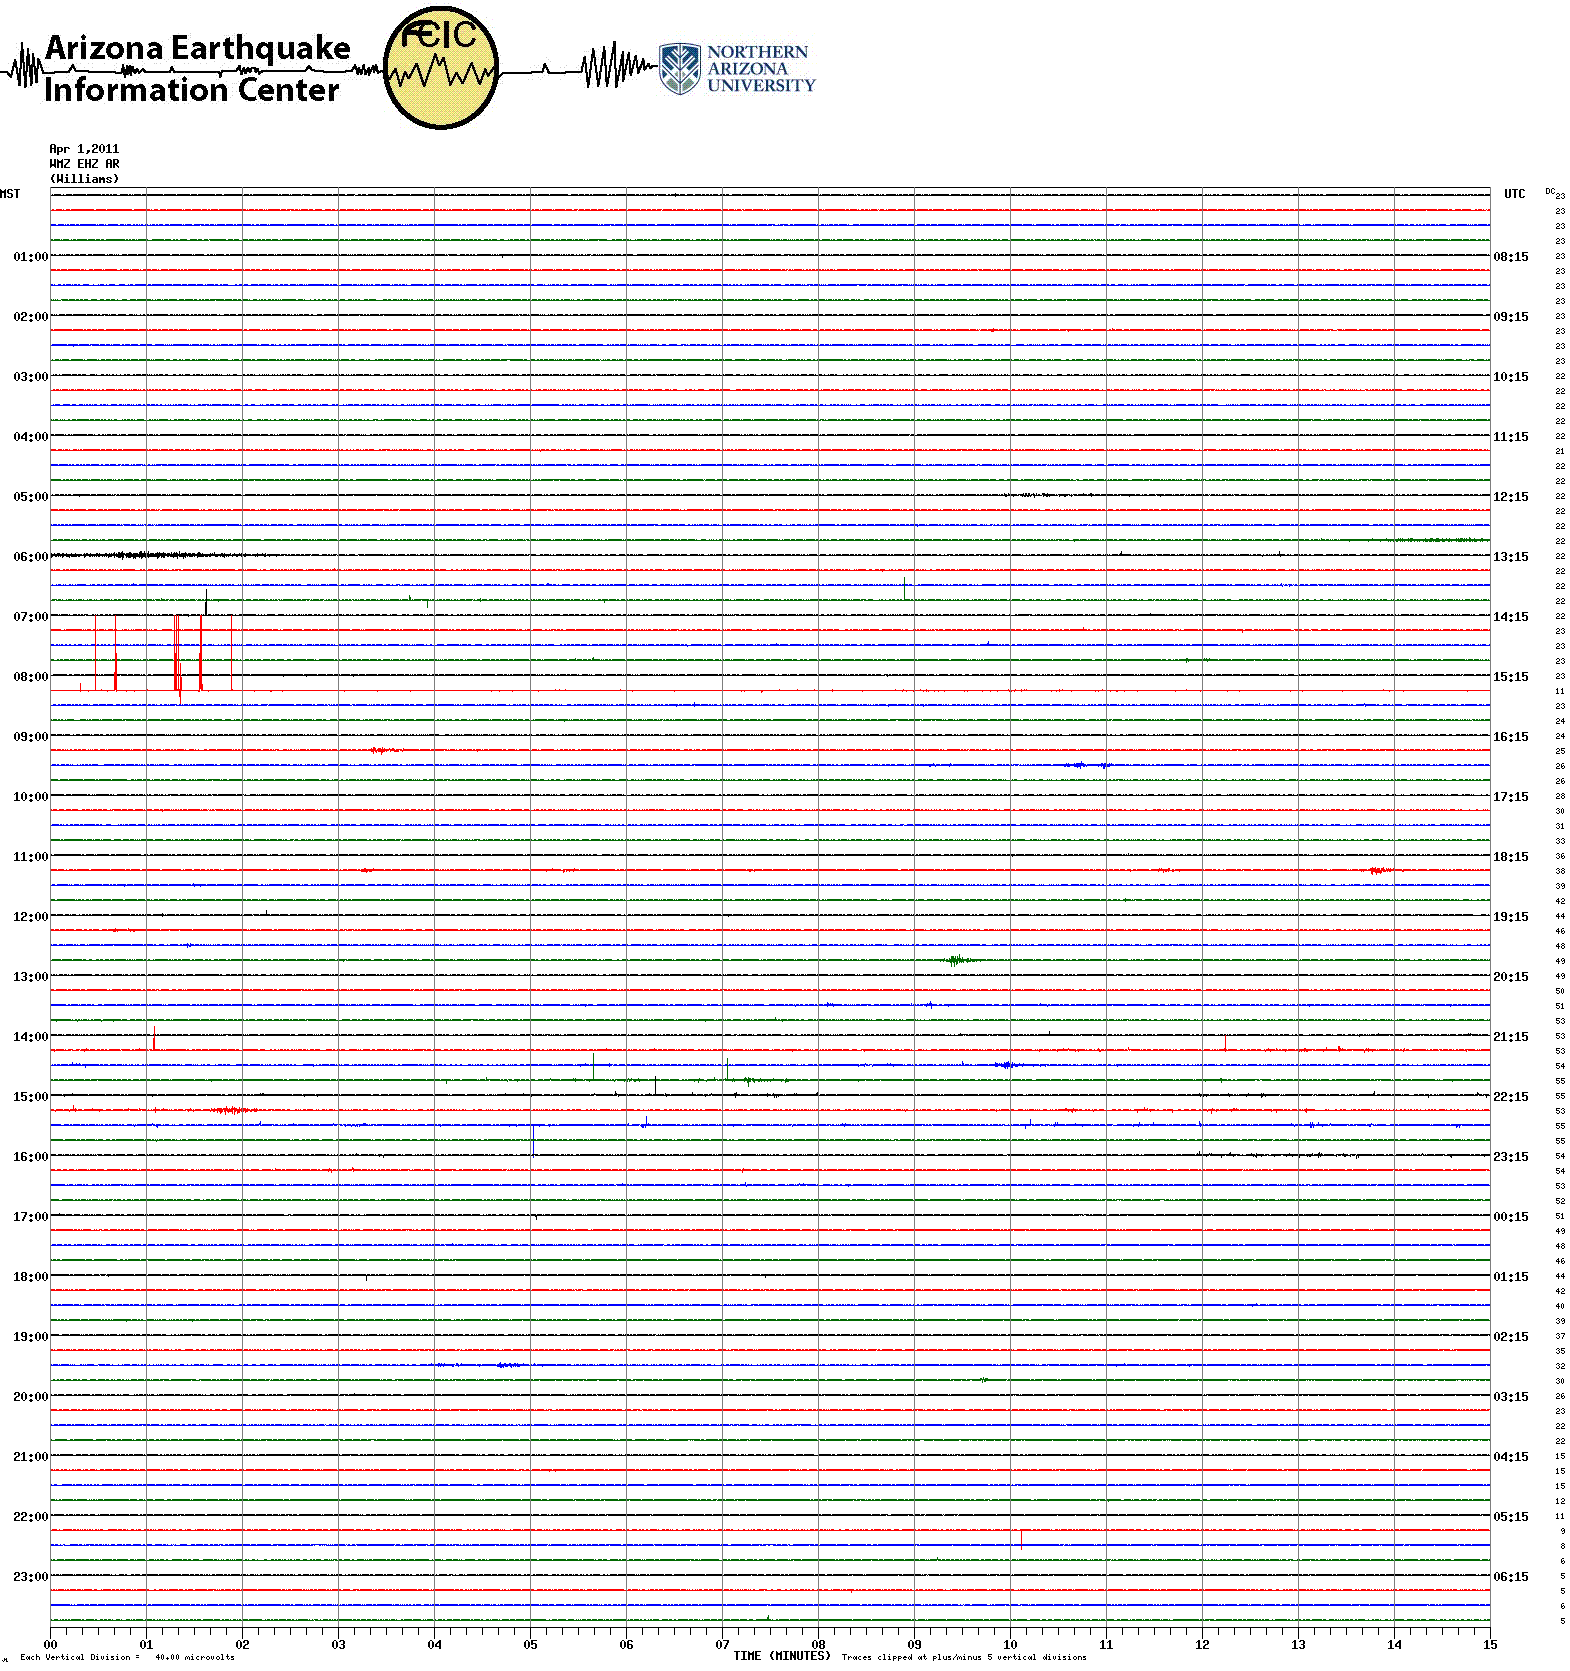 Arizona Earthquake
Information Center
ÆCIC
NORTHERN
ARIZONA
UNIVERSITY
Apr 1,2011
WMZ EHZ AR
(Williams)
MST UTC DC 23
23
23
23
01:00 08:15 23
23
23
23
02:00 09:15 23
23
23
23
03:00 10:15 22
22
22
22
04:00 11:15 22
21
22
22
05:00 12:15 22
22
22
22
06:00 13:15 22
22
22
22
07:00 14:15 22
23
23
23
08:00 15:15 23
11
23
24
09:00 16:15 24
25
26
26
10:00 17:15 28
30
31
33
11:00 18:15 36
38
39
42
12:00 19:15 44
46
48
49
13:00 20:15 49
50
51
53
14:00 21:15 53
53
54
55
15:00 22:15 55
53
55
55
16:00 23:15 54
54
53
52
17:00 00:15 51
49
48
46
18:00 01:15 44
42
40
39
19:00 02:15 37
35
32
30
20:00 03:15 26
23
22
22
21:00 04:15 15
15
15
12
22:00 05:15 11
9
8
6
23:00 06:15 5
5
6
5
00 01 02 03 04 05 06 07 08 09 10 11 12 13 14 15
TIME (MINUTES)
Each Vertical Division = 40.00 microvolts
Traces clipped at plus/minus 5 vertical divisions